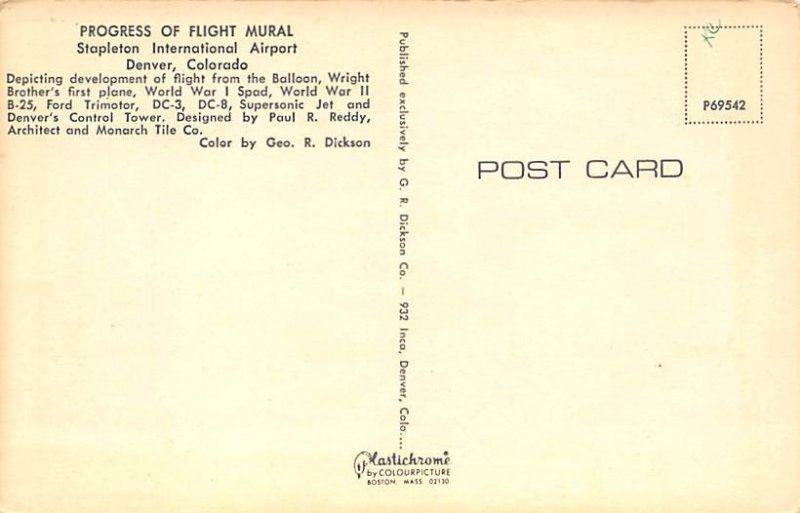 PROGRESS OF FLIGHT MURAL
Stapleton International Airport
Denver, Colorado
Depicting development of flight from the Balloon, Wright
Brother's first plane, World War I Spad, World War II
B-25, Ford Trimotor, DC-3, DC-8, Supersonic Jet and
Denver's Control Tower. Designed by Paul R. Reddy,
Architect and Monarch Tile Co.
Color by Geo. R. Dickson
Published exclusively by G. R. Dickson Co. – 932 Inca, Denver, Colo....
P69542
POST CARD
Plastichrome
by COLOURPICTURE
BOSTON, MASS. 02130